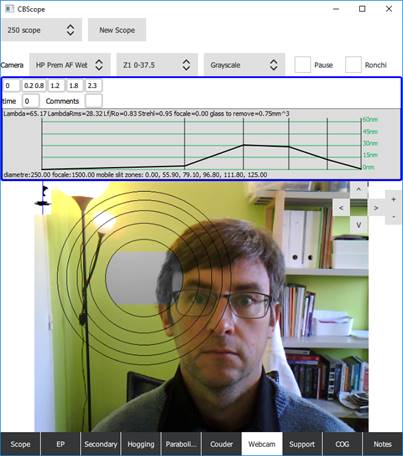 CBScope
250 scope New Scope
Camera HP Prem AF Wet Z1 0-37.5 Grayscale Pause Ronchi
0 0.2 0.8 1.2 1.8 2.3
time 0 Comments
Lambda=65.17 LambdaRms=28.32 Lf/Ro=0.83 Strehl=0.95 focale=0.00 glass to remove=0.75mm^3
60nm
45nm
30nm
15nm
0nm
diametre:250.00 focale:1500.00 mobile slit zones: 0.00, 55.90, 79.10, 96.80, 111.80, 125.00
^
< >
v
+
-
Scope EP Secondary Hogging Paraboli... Couder Webcam Support COG Notes